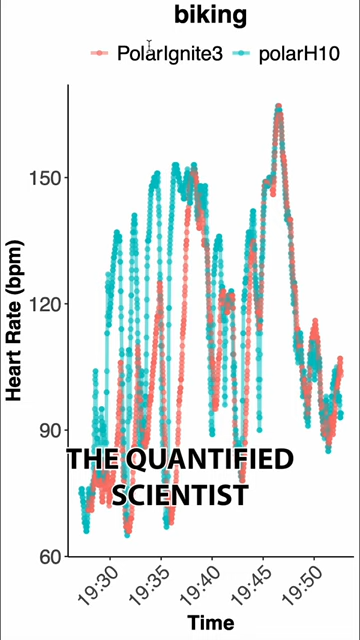 biking
PolarIgnite3 polarH10
150
120
90
60
Heart Rate (bpm)
THE QUANTIFIED
SCIENTIST
19:30 19:35 19:40 19:45 19:50
Time